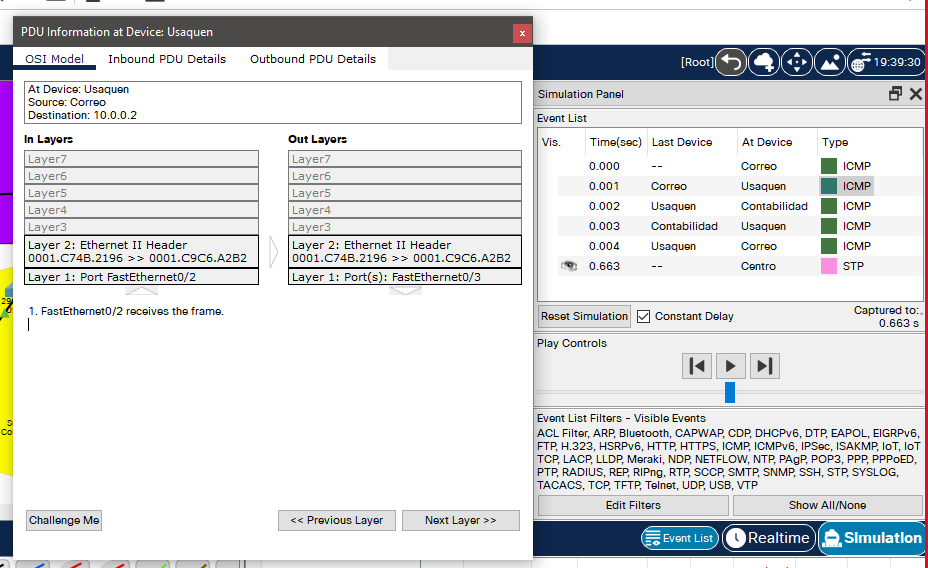 PDU Information at Device: Usaquen
x
OSI Model Inbound PDU Details Outbound PDU Details
At Device: Usaquen
Source: Correo
Destination: 10.0.0.2
In Layers
Layer7
Layer6
Layer5
Layer4
Layer3
Layer 2: Ethernet II Header
0001.C74B.2196 >> 0001.C9C6.A2B2
Layer 1: Port FastEthernet0/2
Out Layers
Layer7
Layer6
Layer5
Layer4
Layer3
Layer 2: Ethernet II Header
0001.C74B.2196 >> 0001.C9C6.A2B2
Layer 1: Port(s): FastEthernet0/3
1. FastEthernet0/2 receives the frame.
Challenge Me
<< Previous Layer
Next Layer >>
[Root]
19:39:30
Simulation Panel
Event List
Vis. Time(sec) Last Device At Device Type
0.000 -- Correo ICMP
0.001 Correo Usaquen ICMP
0.002 Usaquen Contabilidad ICMP
0.003 Contabilidad Usaquen ICMP
0.004 Usaquen Correo ICMP
0.663 -- Centro STP
Reset Simulation
Constant Delay
Captured to:
0.663 s
Play Controls
Event List Filters - Visible Events
ACL Filter, ARP, Bluetooth, CAPWAP, CDP, DHCPv6, DTP, EAPOL, EIGRPv6,
FTP, H.323, HSRPv6, HTTP, HTTPS, ICMP, ICMPv6, IPSec, ISAKMP, IoT, IoT
TCP, LACP, LLDP, Meraki, NDP, NETFLOW, NTP, PAgP, POP3, PPP, PPPoED,
PTP, RADIUS, REP, RIPng, RTP, SCCP, SMTP, SNMP, SSH, STP, SYSLOG,
TACACS, TCP, TFTP, Telnet, UDP, USB, VTP
Edit Filters
Show All/None
Event List
Realtime
Simulation